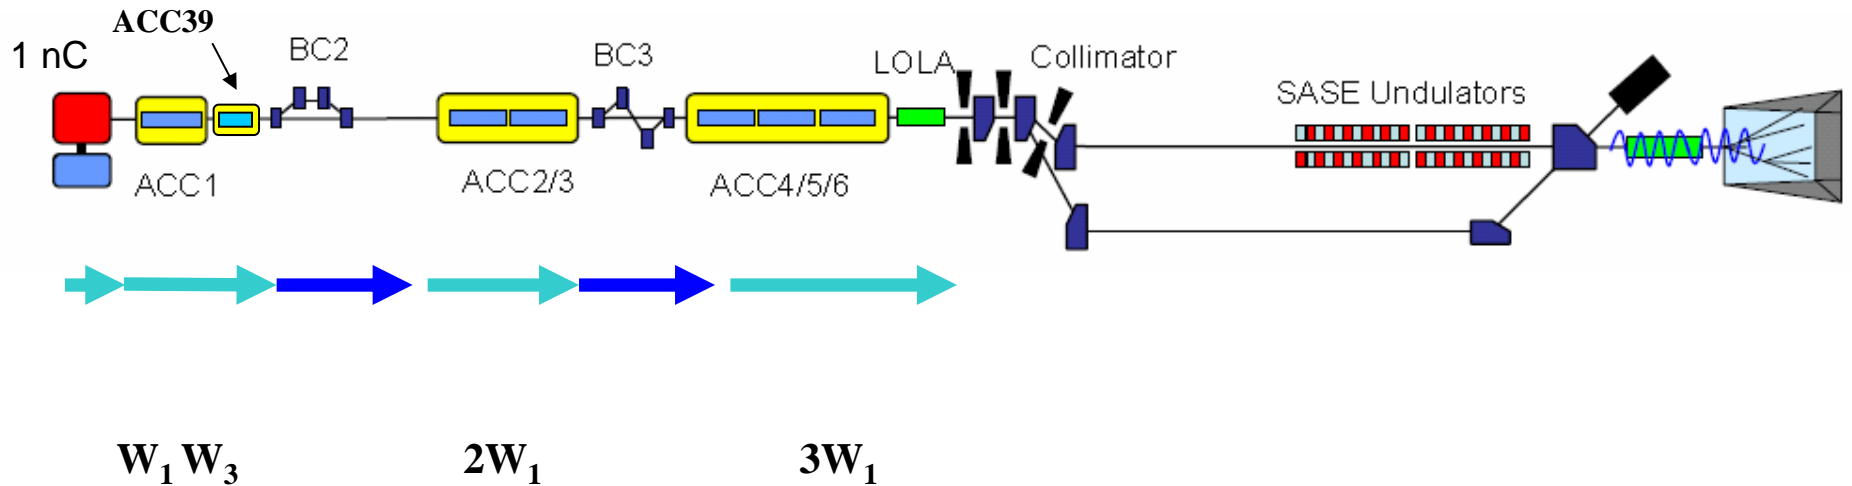 ACC39
1 nC
BC2
BC3
LOLA
Collimator
SASE Undulators
ACC1
ACC2/3
ACC4/5/6
W₁ W₃
2W₁
3W₁